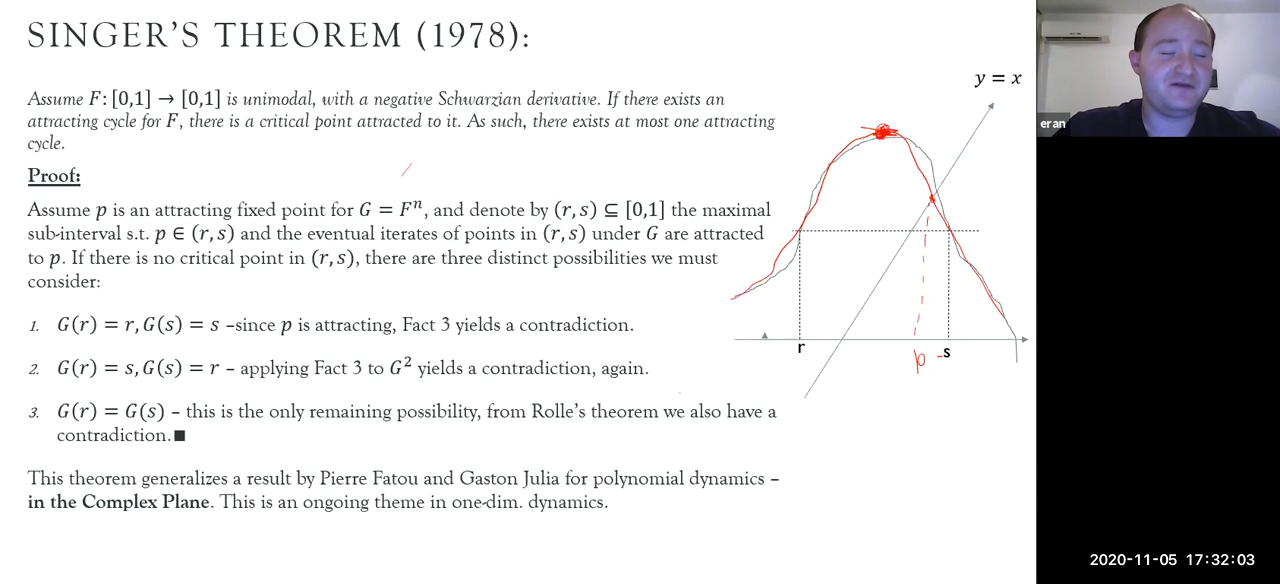 SINGER'S THEOREM (1978):
Assume F: [0,1] → [0,1] is unimodal, with a negative Schwarzian derivative. If there exists an
attracting cycle for F, there is a critical point attracted to it. As such, there exists at most one attracting
cycle.
Proof:
Assume p is an attracting fixed point for G = Fⁿ, and denote by (r, s) ⊆ [0,1] the maximal
sub-interval s.t. p ∈ (r, s) and the eventual iterates of points in (r, s) under G are attracted
to p. If there is no critical point in (r, s), there are three distinct possibilities we must
consider:
1. G(r) = r, G(s) = s –since p is attracting, Fact 3 yields a contradiction.
2. G(r) = s, G(s) = r – applying Fact 3 to G² yields a contradiction, again.
3. G(r) = G(s) – this is the only remaining possibility, from Rolle's theorem we also have a
contradiction.■
This theorem generalizes a result by Pierre Fatou and Gaston Julia for polynomial dynamics –
in the Complex Plane. This is an ongoing theme in one-dim. dynamics.
y = x
r
p
s
eran
2020-11-05 17:32:03